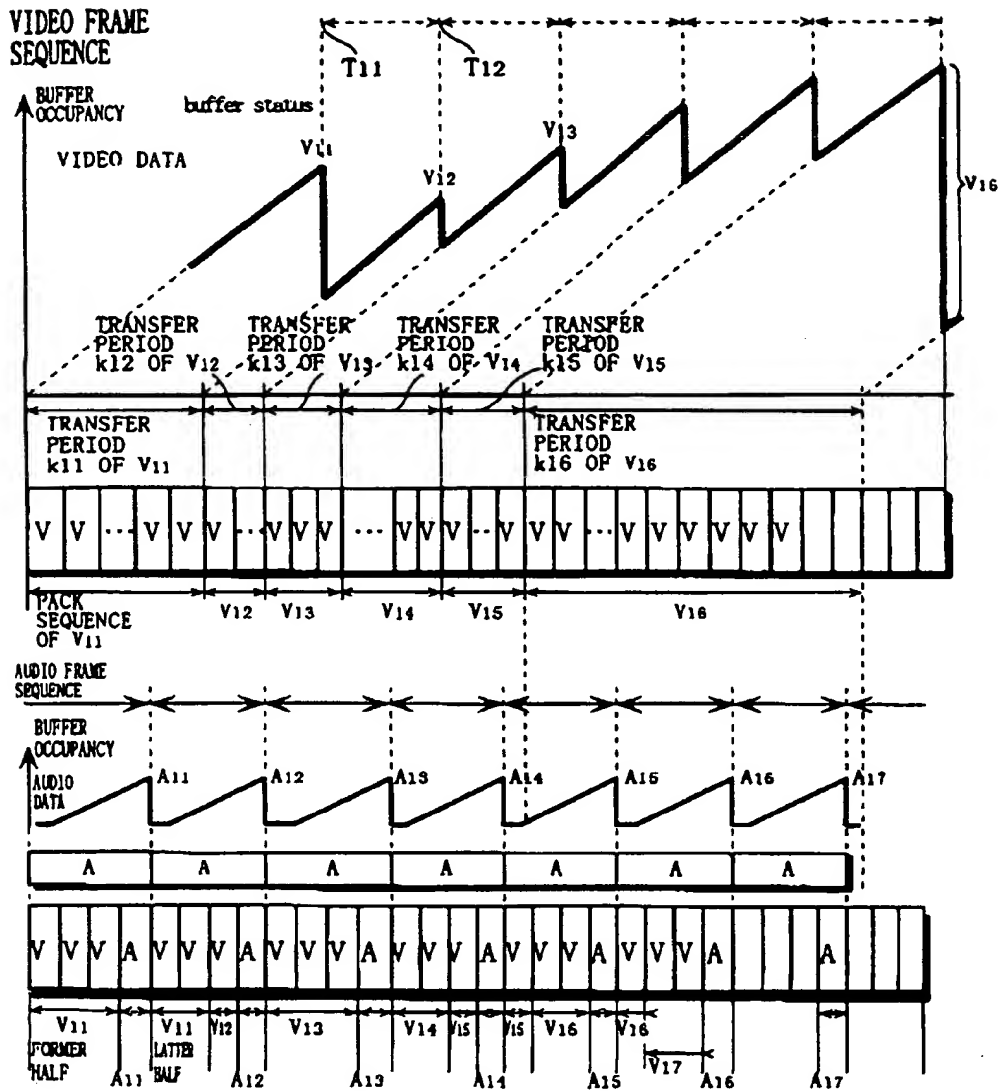 VIDEO FRAME
SEQUENCE
T11 T12
BUFFER
OCCUPANCY
buffer status
VIDEO DATA
V11
V12
V13
V16
TRANSFER
PERIOD
k12 OF V12
TRANSFER
PERIOD
k13 OF V13
TRANSFER
PERIOD
k14 OF V14
TRANSFER
PERIOD
k15 OF V15
TRANSFER
PERIOD
k11 OF V11
TRANSFER
PERIOD
k16 OF V16
V V ... V V V ... V V V ... V V V ... V V V ... V V V V V V
PACK
SEQUENCE
OF V11
V12 V13 V14 V15 V16
AUDIO FRAME
SEQUENCE
BUFFER
OCCUPANCY
AUDIO
DATA
A11 A12 A13 A14 A15 A16 A17
A A A A A A A
V V V A V V V A V V V A V V V A V V V A V V V A A
V11 V11 V12 V13 V14 V15 V15 V16 V16
FORMER
HALF
LATTER
HALF
V17
A11 A12 A13 A14 A15 A16 A17